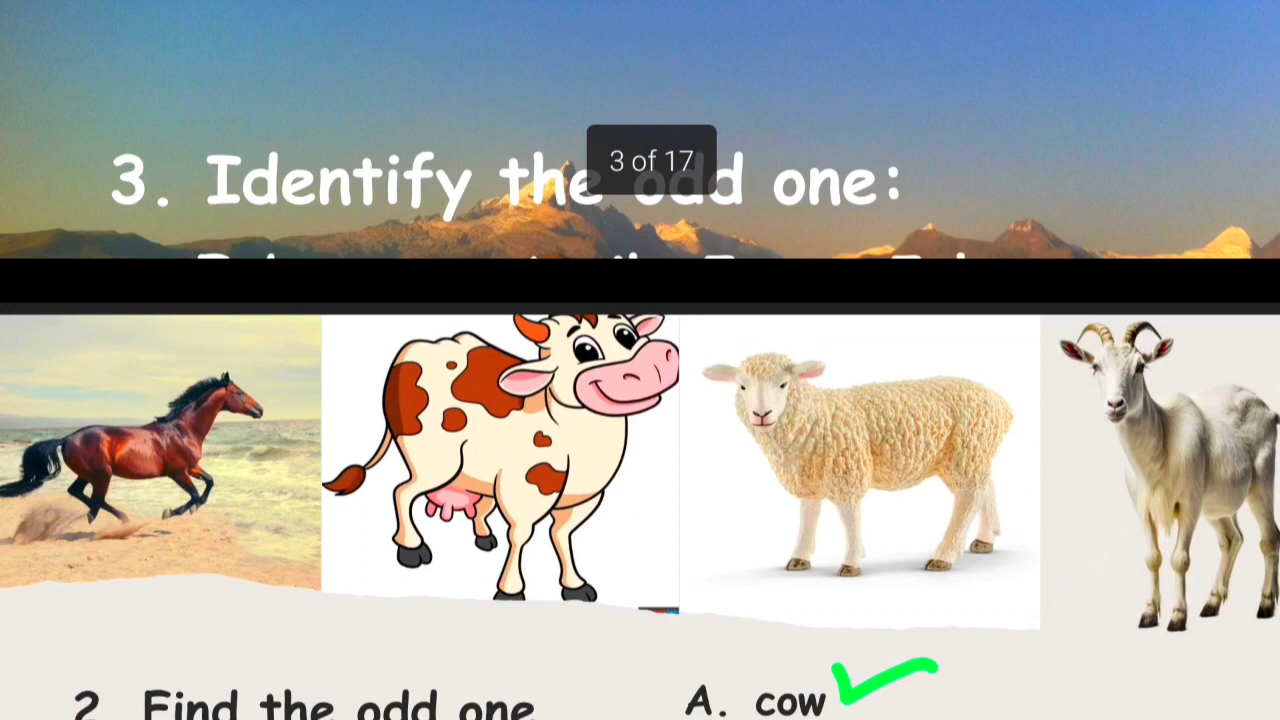 3 of 17
3. Identify the odd one:
2. Find the odd one
A. cow